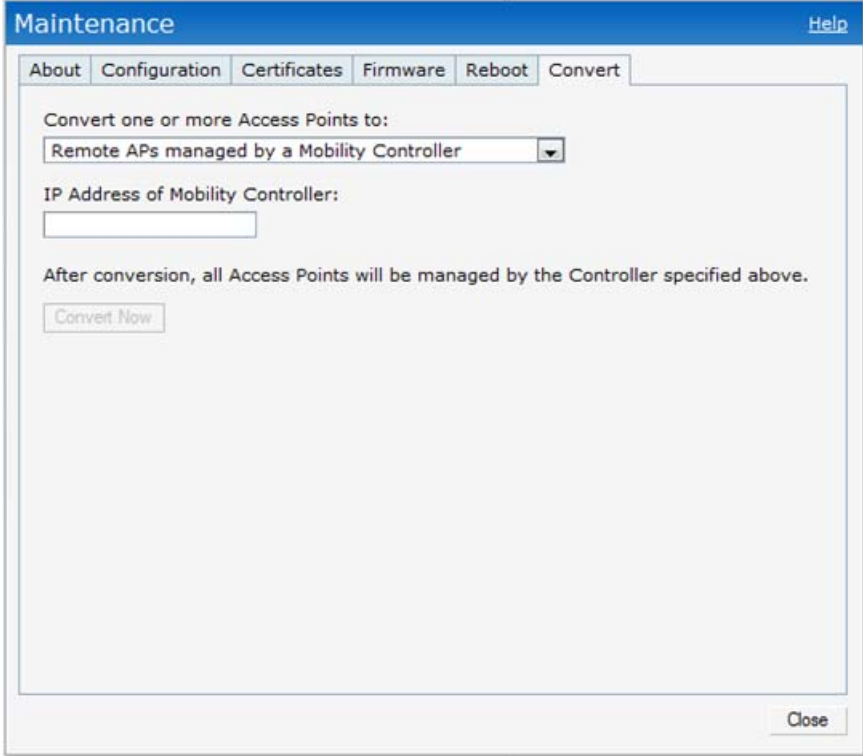 Maintenance Help
About Configuration Certificates Firmware Reboot Convert
Convert one or more Access Points to:
Remote APs managed by a Mobility Controller
IP Address of Mobility Controller:
After conversion, all Access Points will be managed by the Controller specified above.
Convert Now
Close